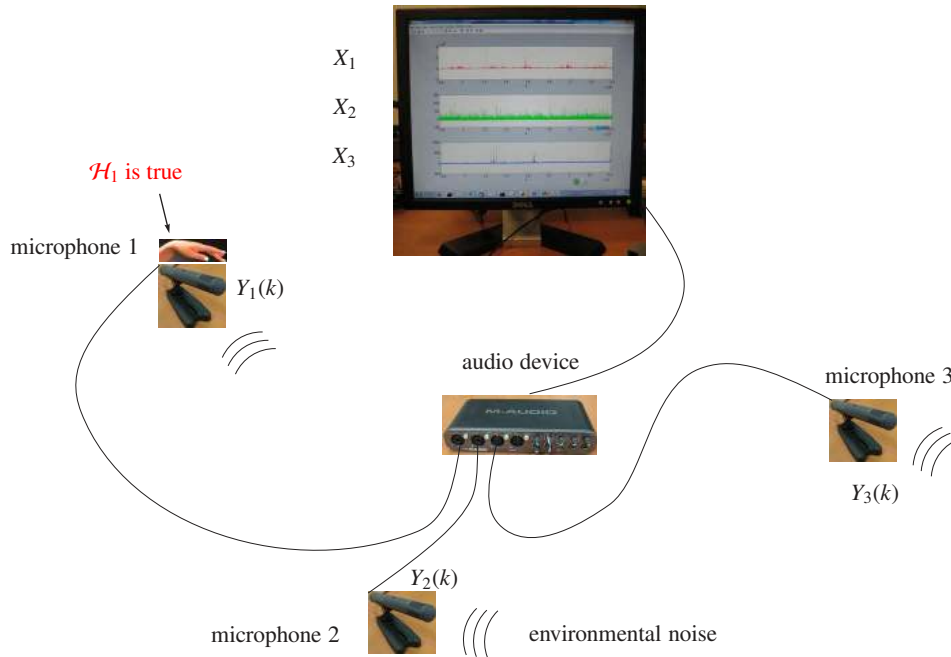 X₁
X₂
X₃
ℋ₁ is true
microphone 1
Y₁(k)
audio device
microphone 3
M-AUDIO
Y₃(k)
Y₂(k)
microphone 2
environmental noise
DELL